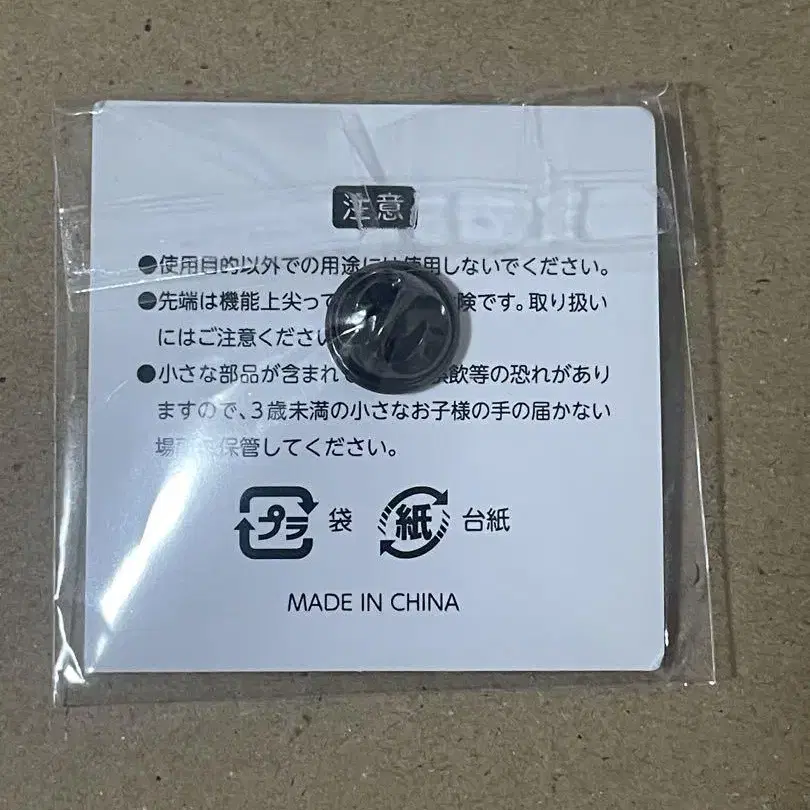 注意
●使用目的以外での用途には使用しないでください。
●先端は機能上尖って 険です。取り扱い
にはご注意くださ
●小さな部品が含まれ 飲等の恐れがあり
ますので、3歳未満の小さなお子様の手の届かない
場 保管してください。
プラ 袋 紙 台紙
MADE IN CHINA